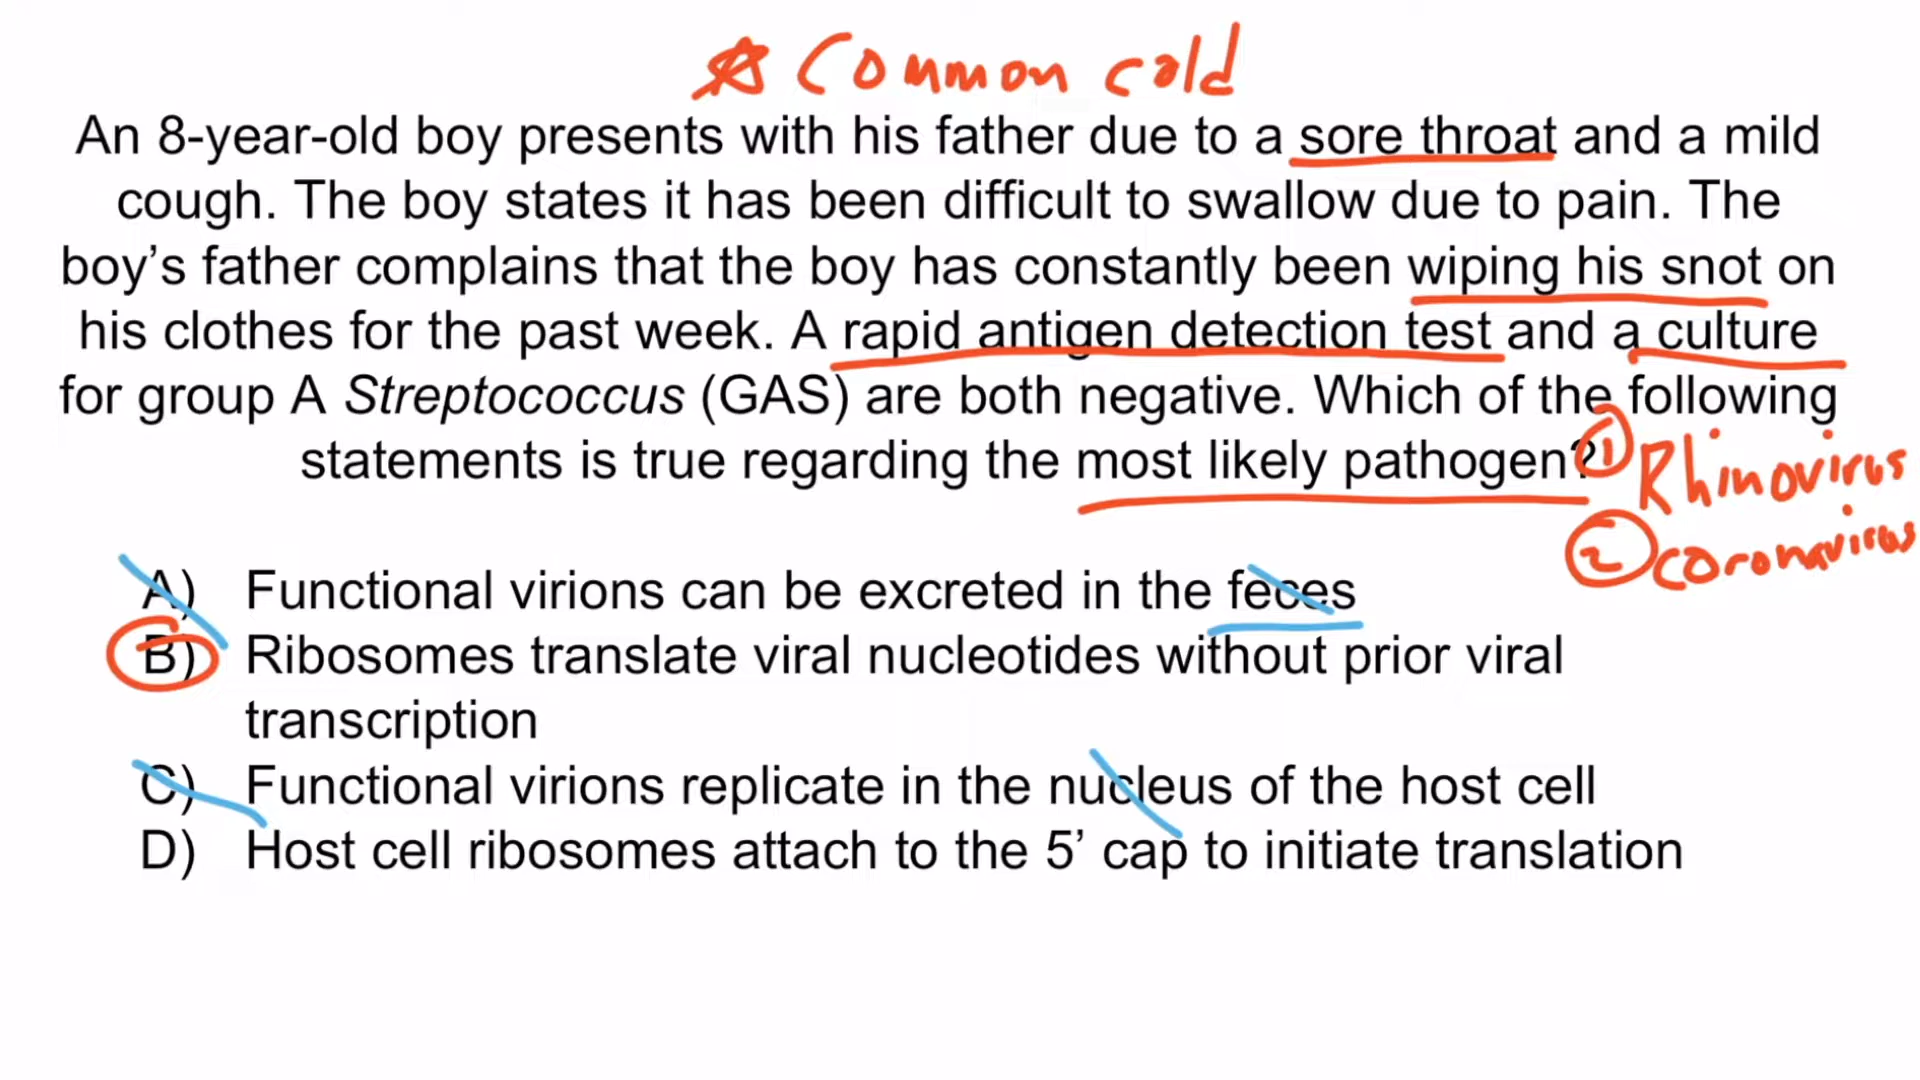 ☆ Common cold
An 8-year-old boy presents with his father due to a sore throat and a mild
cough. The boy states it has been difficult to swallow due to pain. The
boy’s father complains that the boy has constantly been wiping his snot on
his clothes for the past week. A rapid antigen detection test and a culture
for group A Streptococcus (GAS) are both negative. Which of the following
statements is true regarding the most likely pathogen?
① Rhinovirus
② coronavirus
A) Functional virions can be excreted in the feces
B) Ribosomes translate viral nucleotides without prior viral
transcription
C) Functional virions replicate in the nucleus of the host cell
D) Host cell ribosomes attach to the 5’ cap to initiate translation